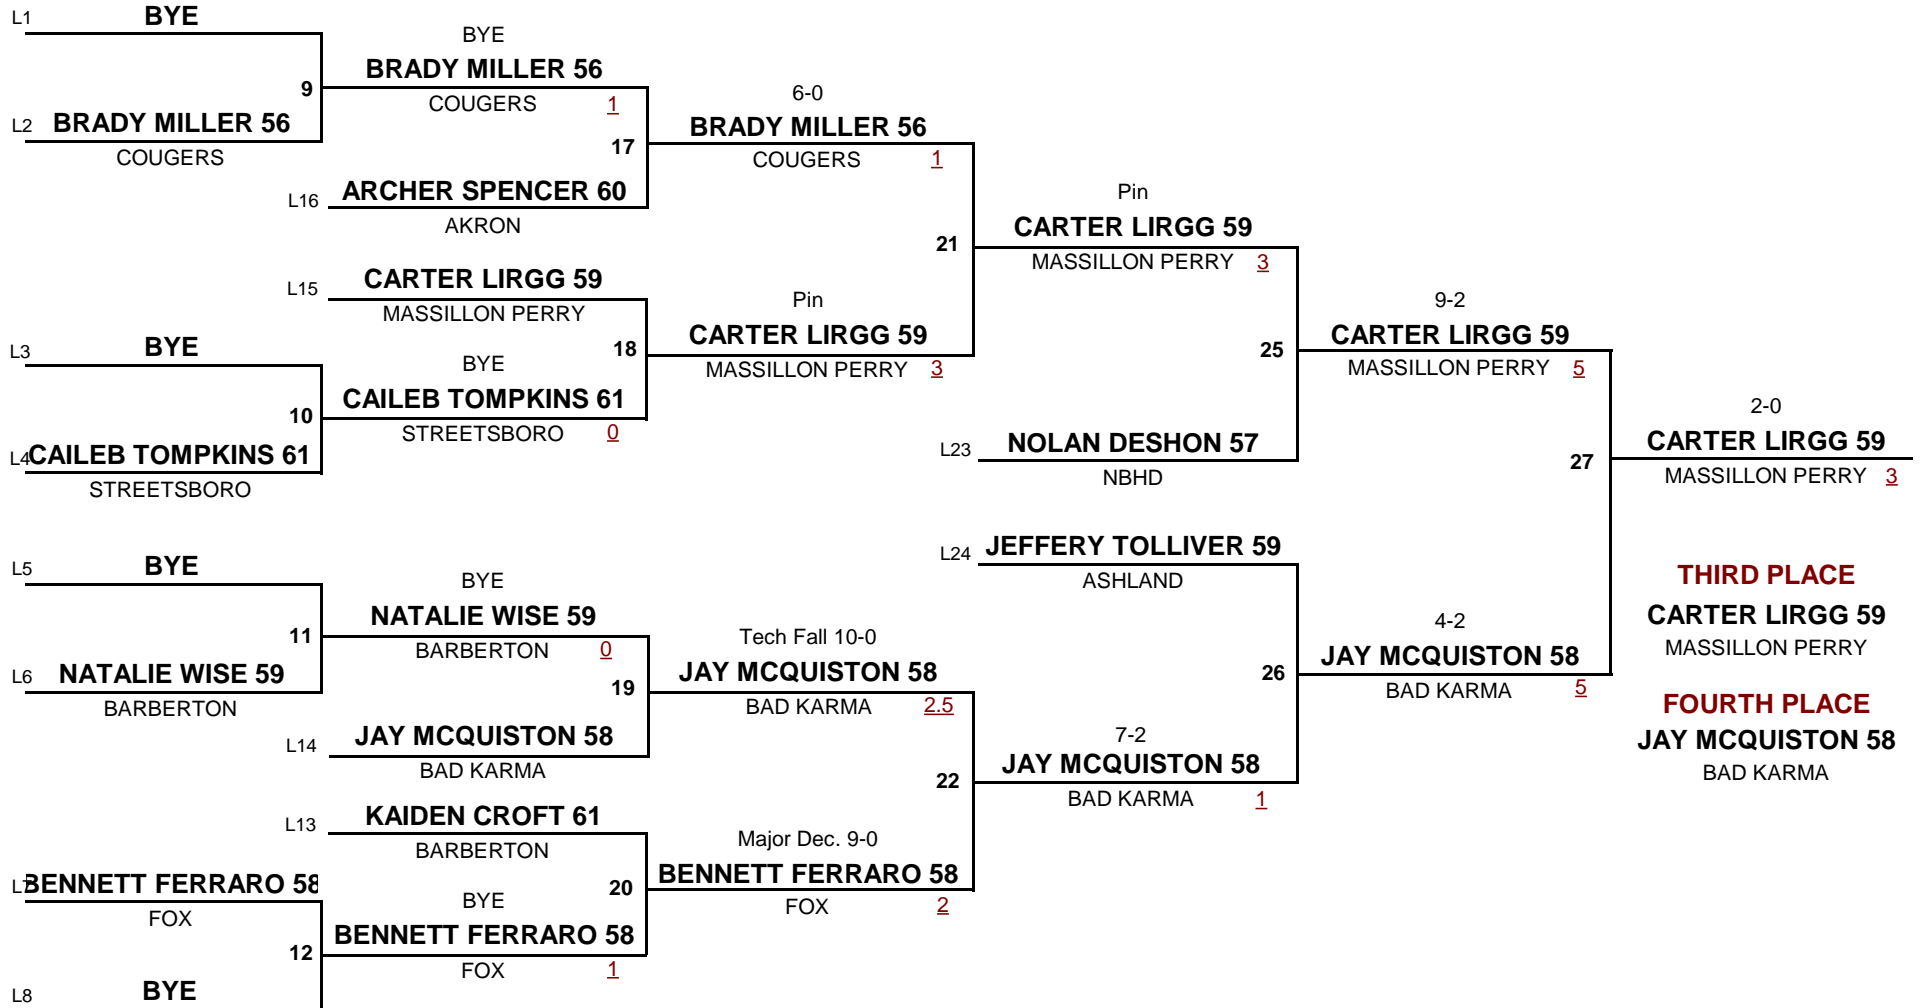 L1 BYE
9
L2 BRADY MILLER 56
COUGERS
BYE
BRADY MILLER 56
COUGERS 1
17
L16 ARCHER SPENCER 60
AKRON
6-0
BRADY MILLER 56
COUGERS 1
21
L15 CARTER LIRGG 59
MASSILLON PERRY
18
L3 BYE
10
L4 CAILEB TOMPKINS 61
STREETSBORO
BYE
CAILEB TOMPKINS 61
STREETSBORO 0
Pin
CARTER LIRGG 59
MASSILLON PERRY 3
Pin
CARTER LIRGG 59
MASSILLON PERRY 3
25
L23 NOLAN DESHON 57
NBHD
9-2
CARTER LIRGG 59
MASSILLON PERRY 5
27
2-0
CARTER LIRGG 59
MASSILLON PERRY 3
L5 BYE
11
L6 NATALIE WISE 59
BARBERTON
BYE
NATALIE WISE 59
BARBERTON 0
19
L14 JAY MCQUISTON 58
BAD KARMA
Tech Fall 10-0
JAY MCQUISTON 58
BAD KARMA 2.5
22
L13 KAIDEN CROFT 61
BARBERTON
20
L7 BENNETT FERRARO 58
FOX
12
L8 BYE
BYE
BENNETT FERRARO 58
FOX 1
Major Dec. 9-0
BENNETT FERRARO 58
FOX 2
7-2
JAY MCQUISTON 58
BAD KARMA 1
L24 JEFFERY TOLLIVER 59
ASHLAND
26
4-2
JAY MCQUISTON 58
BAD KARMA 5
THIRD PLACE
CARTER LIRGG 59
MASSILLON PERRY
FOURTH PLACE
JAY MCQUISTON 58
BAD KARMA